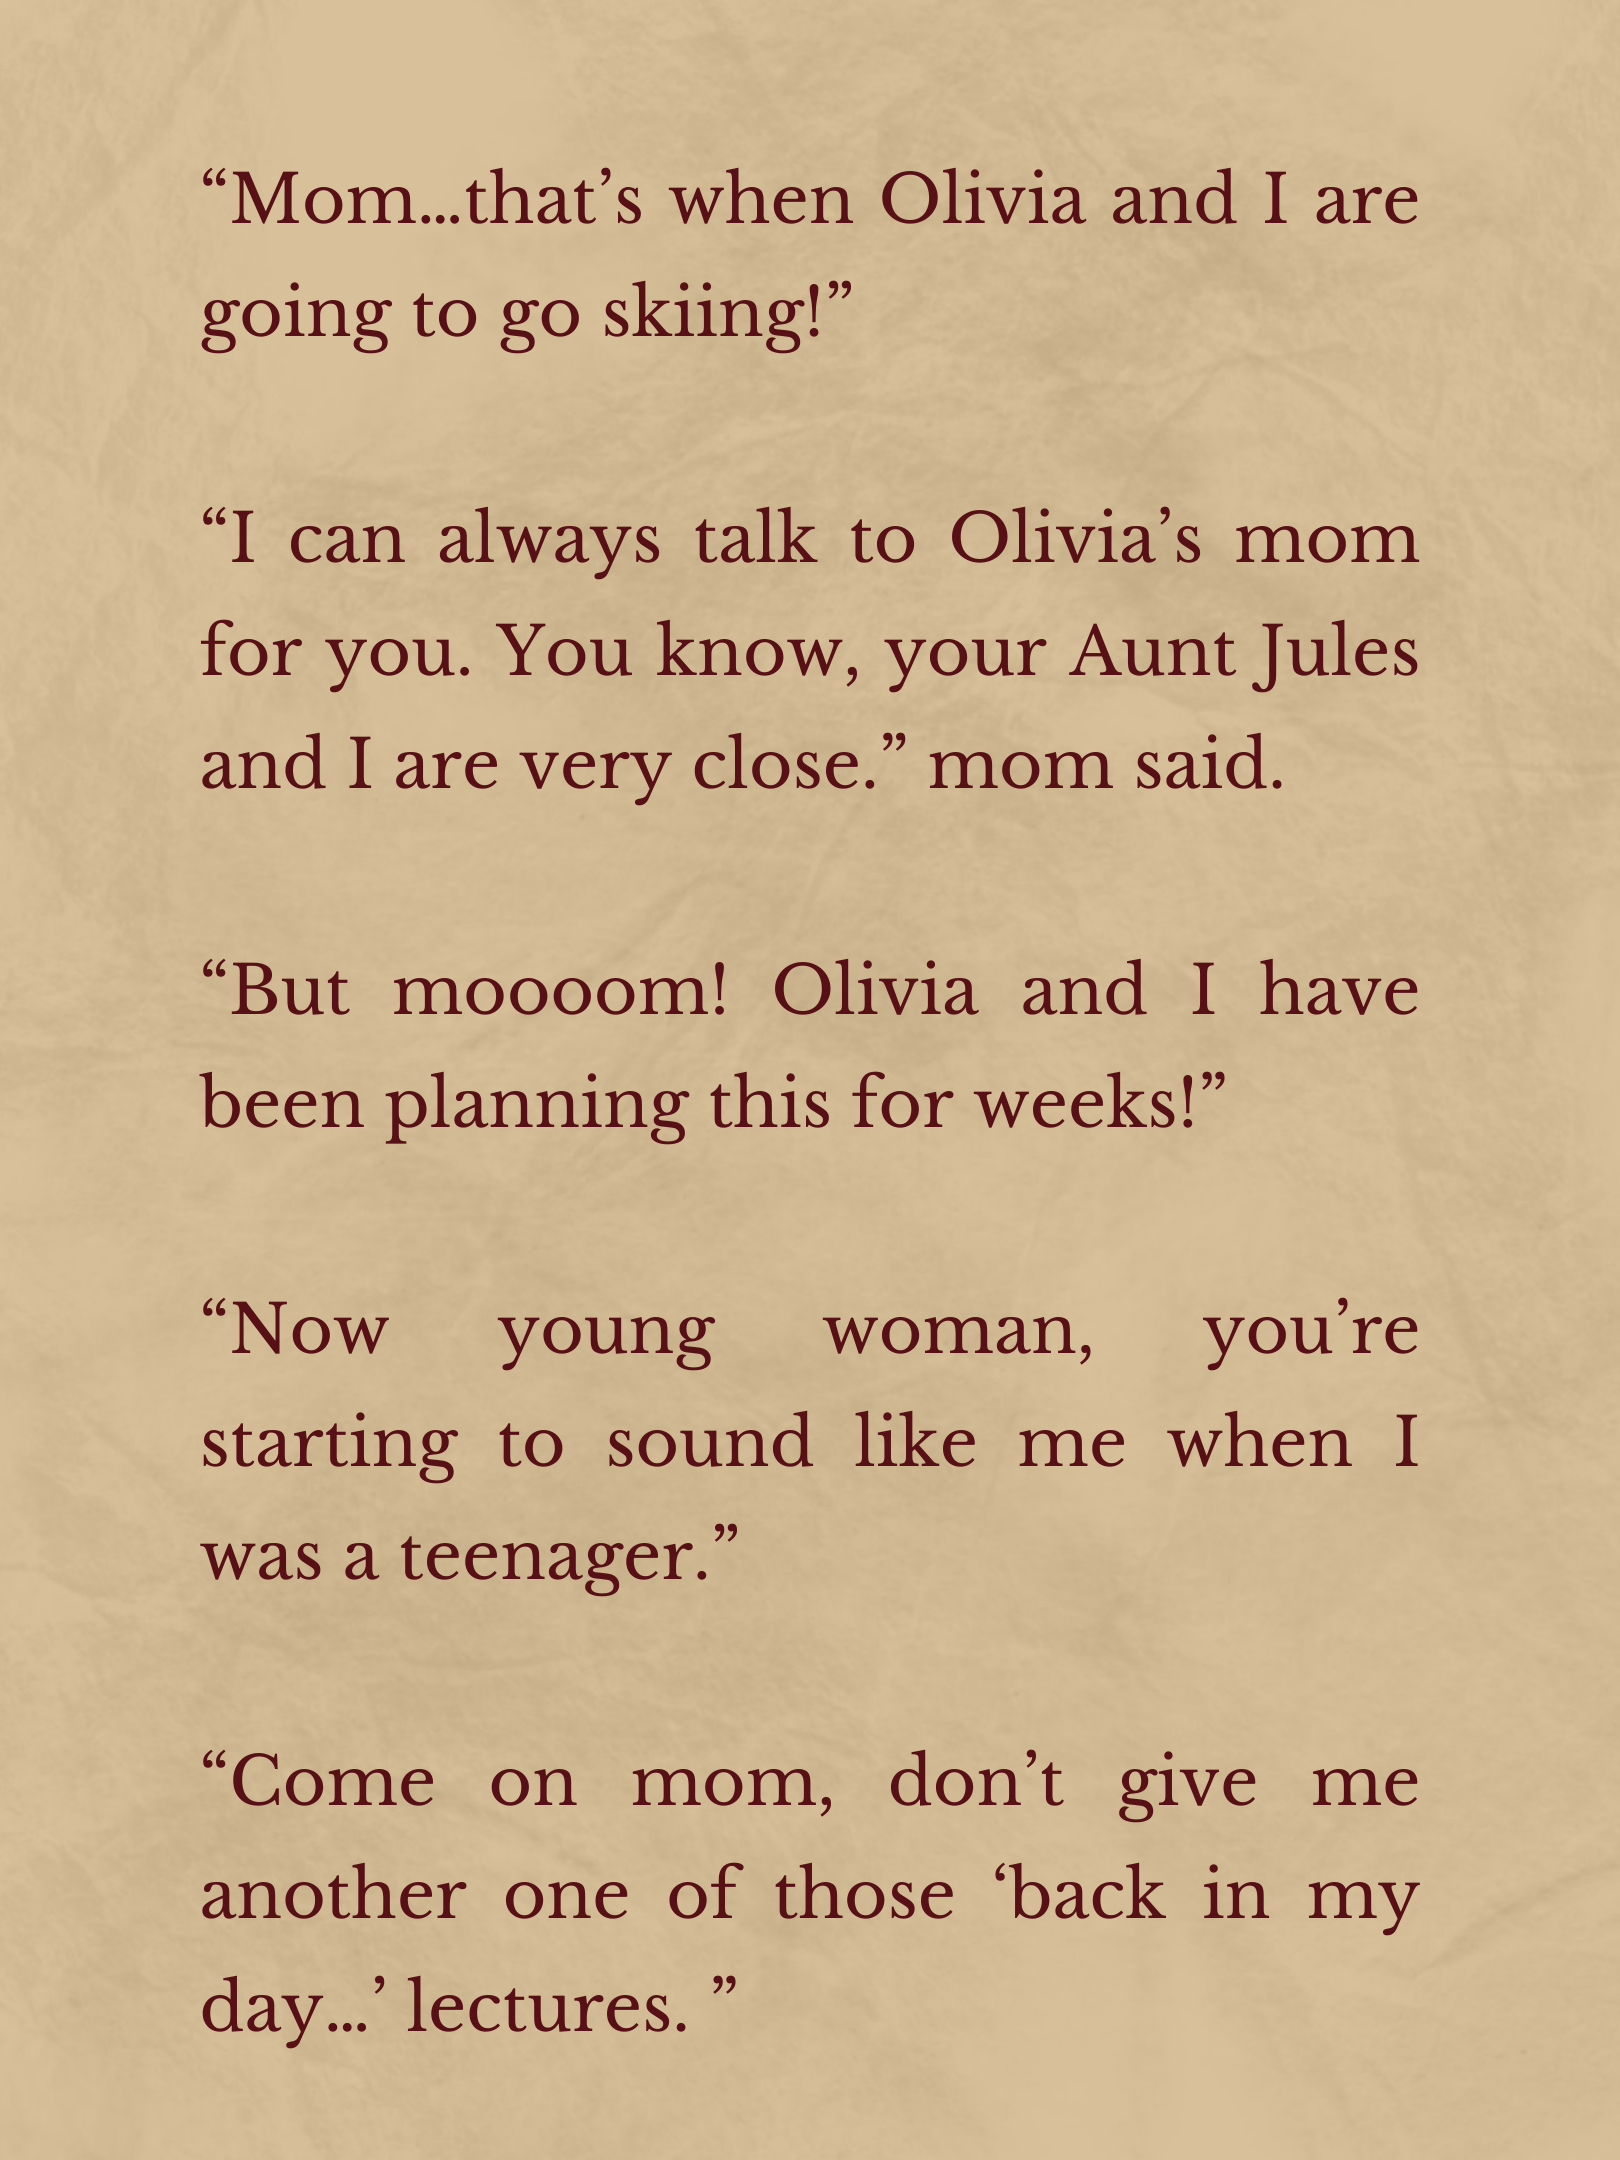 “Mom…that’s when Olivia and I are
going to go skiing!”
“I can always talk to Olivia’s mom
for you. You know, your Aunt Jules
and I are very close.” mom said.
“But moooom! Olivia and I have
been planning this for weeks!”
“Now young woman, you’re
starting to sound like me when I
was a teenager.”
“Come on mom, don’t give me
another one of those ‘back in my
day…’ lectures. ”